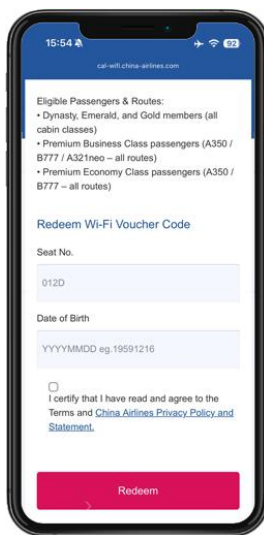 15:54 92
cal-wifi.china-airlines.com
Eligible Passengers & Routes:
• Dynasty, Emerald, and Gold members (all
cabin classes)
• Premium Business Class passengers (A350 /
B777 / A321neo – all routes)
• Premium Economy Class passengers (A350 /
B777 – all routes)
Redeem Wi-Fi Voucher Code
Seat No.
012D
Date of Birth
YYYYMMDD eg.19591216
I certify that I have read and agree to the
Terms and China Airlines Privacy Policy and
Statement.
Redeem